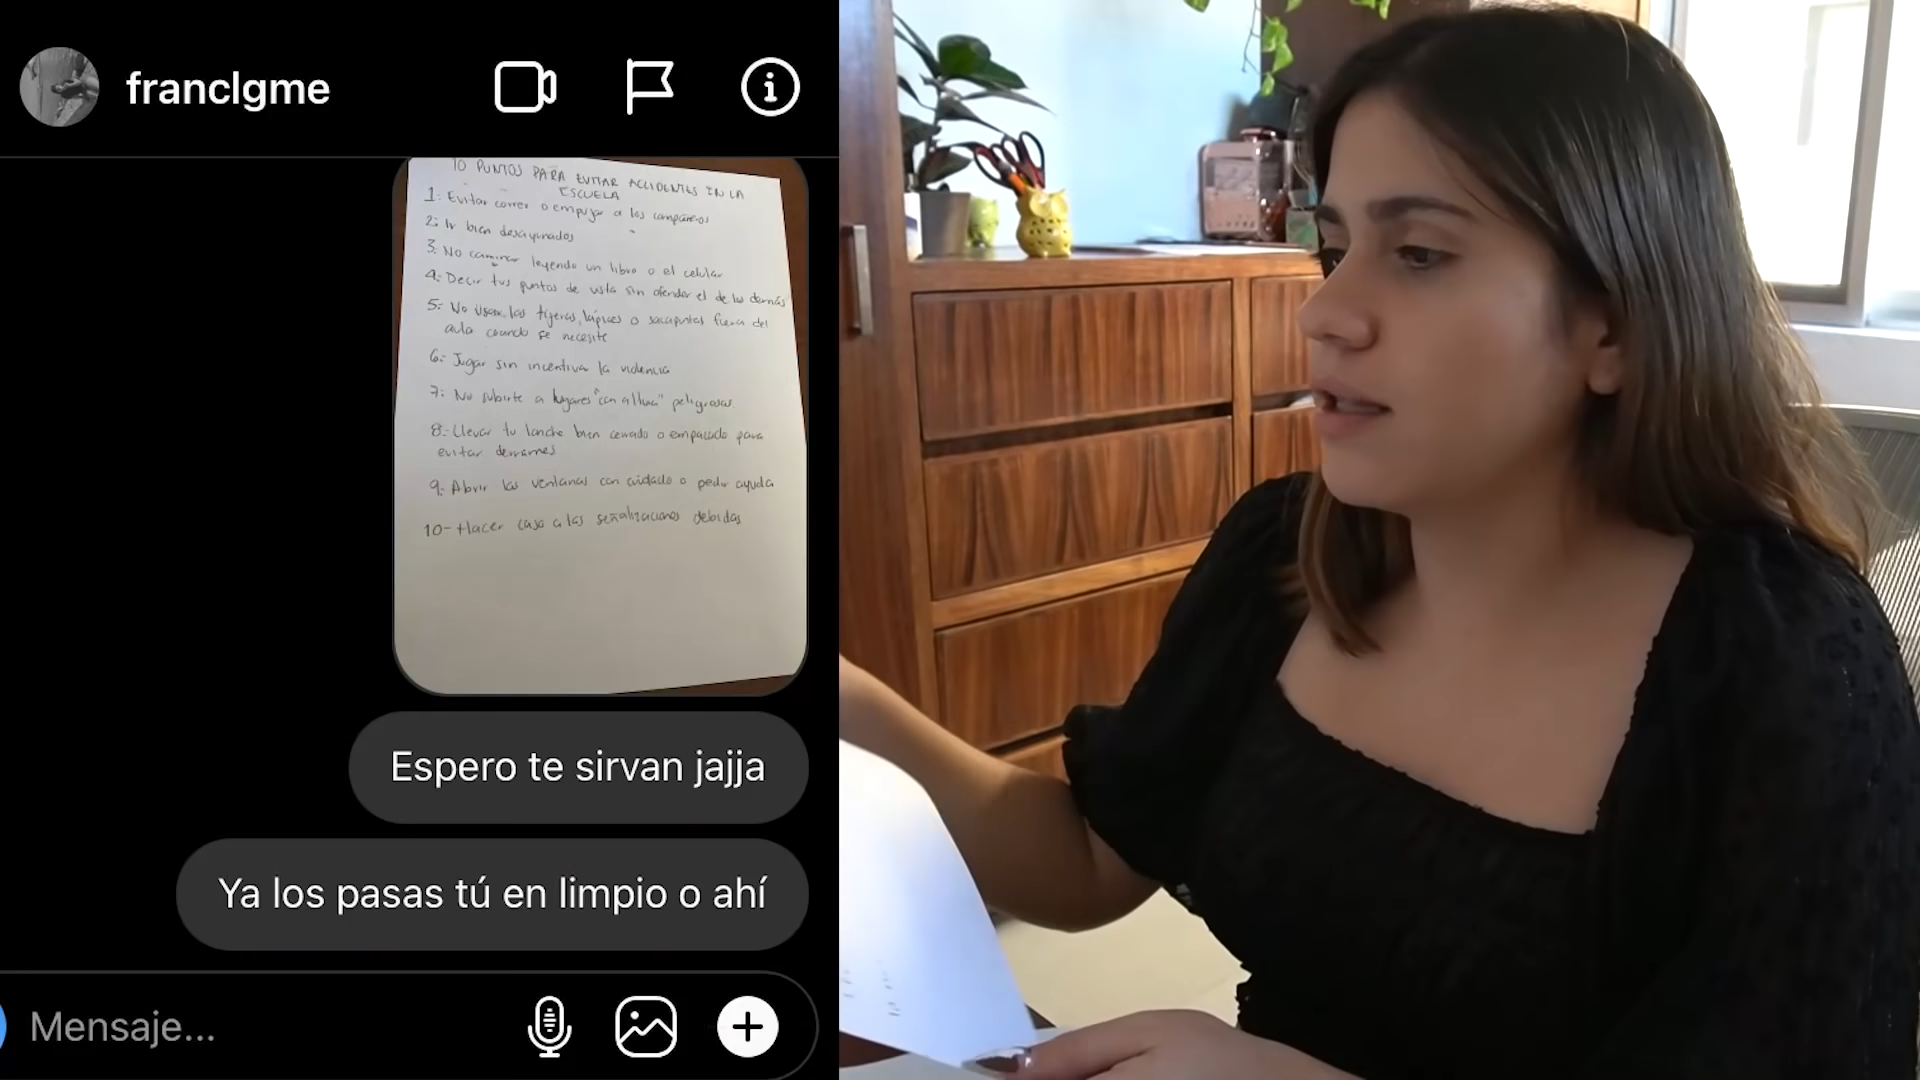 franclgme
10 PUNTOS PARA EVITAR ACCIDENTES IN LA
ESCUELA
1: Evitar correr o empujar a los compañeros
2: Ir bien desayunados
3: No caminar leyendo un libro o el celular
4: Decir tus puntos de vista sin ofender el de los demás
5: No usar las tijeras, lápices o sacapuntas fuera del
aula cuando se necesite
6: Jugar sin incentivar la violencia
7: No subirte a lugares "con altura" peligrosos.
8: Llevar tu lonche bien cerrado o empacado para
evitar derrames
9: Abrir las ventanas con cuidado o pedir ayuda
10- Hacer caso a las señalizaciones debidas
Espero te sirvan jajja
Ya los pasas tú en limpio o ahí
Mensaje...